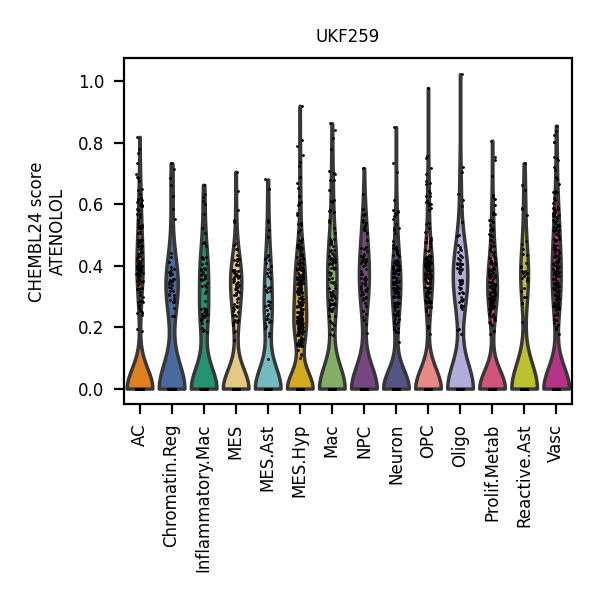 UKF259
CHEMBL24 score
ATENOLOL
1.0
0.8
0.6
0.4
0.2
0.0
AC
Chromatin.Reg
Inflammatory.Mac
MES
MES.Ast
MES.Hyp
Mac
NPC
Neuron
OPC
Oligo
Prolif.Metab
Reactive.Ast
Vasc